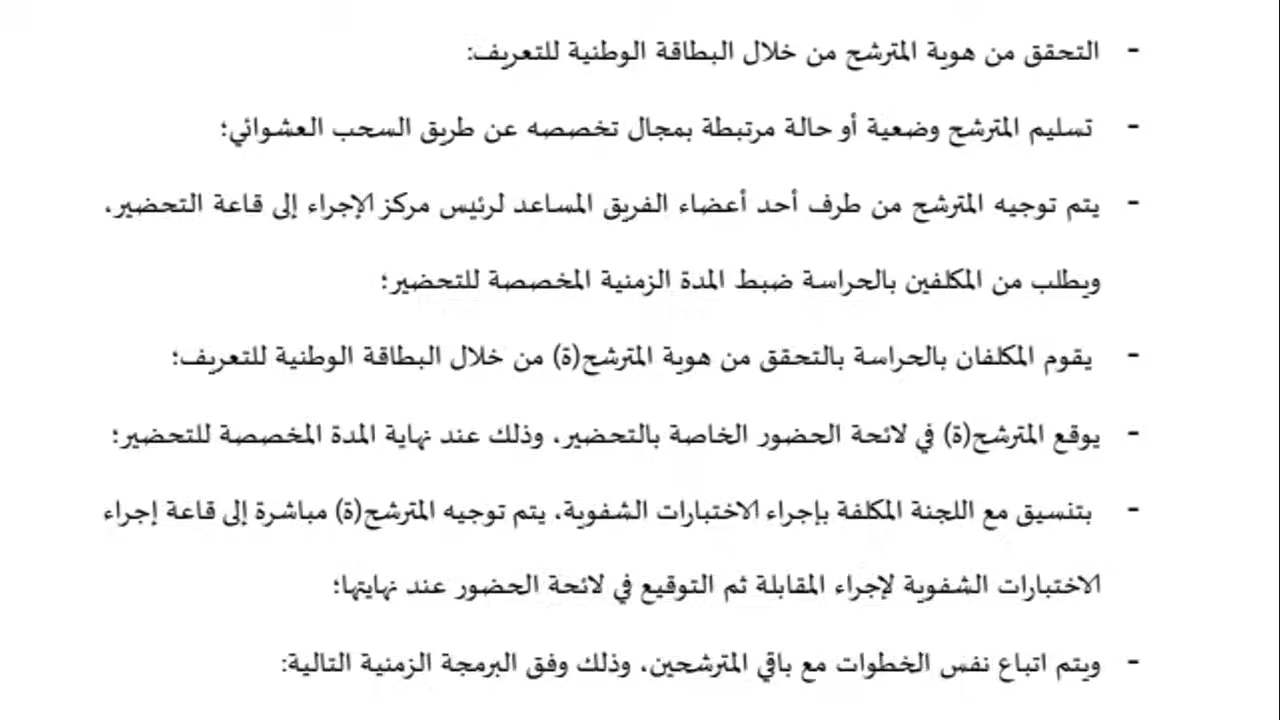 - التحقق من هوية المترشح من خلال البطاقة الوطنية للتعريف:
- تسليم المترشح وضعية أو حالة مرتبطة بمجال تخصصه عن طريق السحب العشوائي؛
- يتم توجيه المترشح من طرف أحد أعضاء الفريق المساعد لرئيس مركز الإجراء إلى قاعة التحضير،
ويطلب من المكلفين بالحراسة ضبط المدة الزمنية المخصصة للتحضير؛
- يقوم المكلفان بالحراسة بالتحقق من هوية المترشح(ة) من خلال البطاقة الوطنية للتعريف؛
- يوقع المترشح(ة) في لائحة الحضور الخاصة بالتحضير، وذلك عند نهاية المدة المخصصة للتحضير؛
- بتنسيق مع اللجنة المكلفة بإجراء الاختبارات الشفوية، يتم توجيه المترشح(ة) مباشرة إلى قاعة إجراء
الاختبارات الشفوية لإجراء المقابلة ثم التوقيع في لائحة الحضور عند نهايتها؛
- ويتم اتباع نفس الخطوات مع باقي المترشحين، وذلك وفق البرمجة الزمنية التالية: